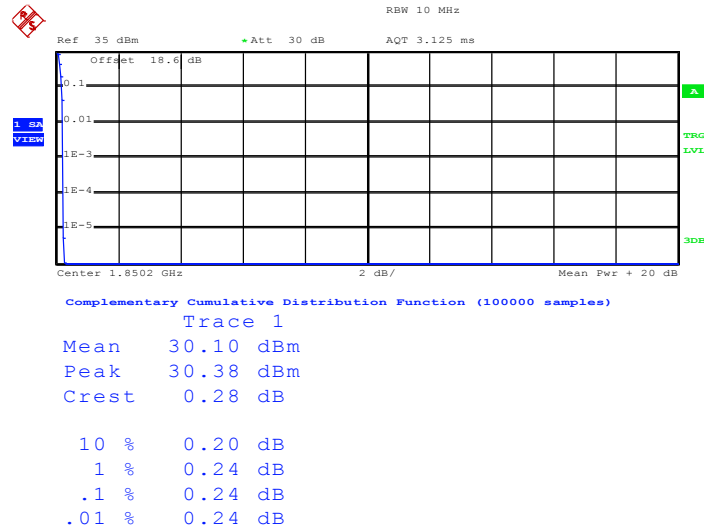 RBW 10 MHz
Ref 35 dBm * Att 30 dB AQT 3.125 ms
Offset 18.6 dB
0.1
A
0.01
1 SA
VIEW
TRG
LVL
1E-3
1E-4
1E-5
3DB
Center 1.8502 GHz 2 dB/ Mean Pwr + 20 dB
Complementary Cumulative Distribution Function (100000 samples)
Trace 1
Mean 30.10 dBm
Peak 30.38 dBm
Crest 0.28 dB
10 % 0.20 dB
1 % 0.24 dB
.1 % 0.24 dB
.01 % 0.24 dB